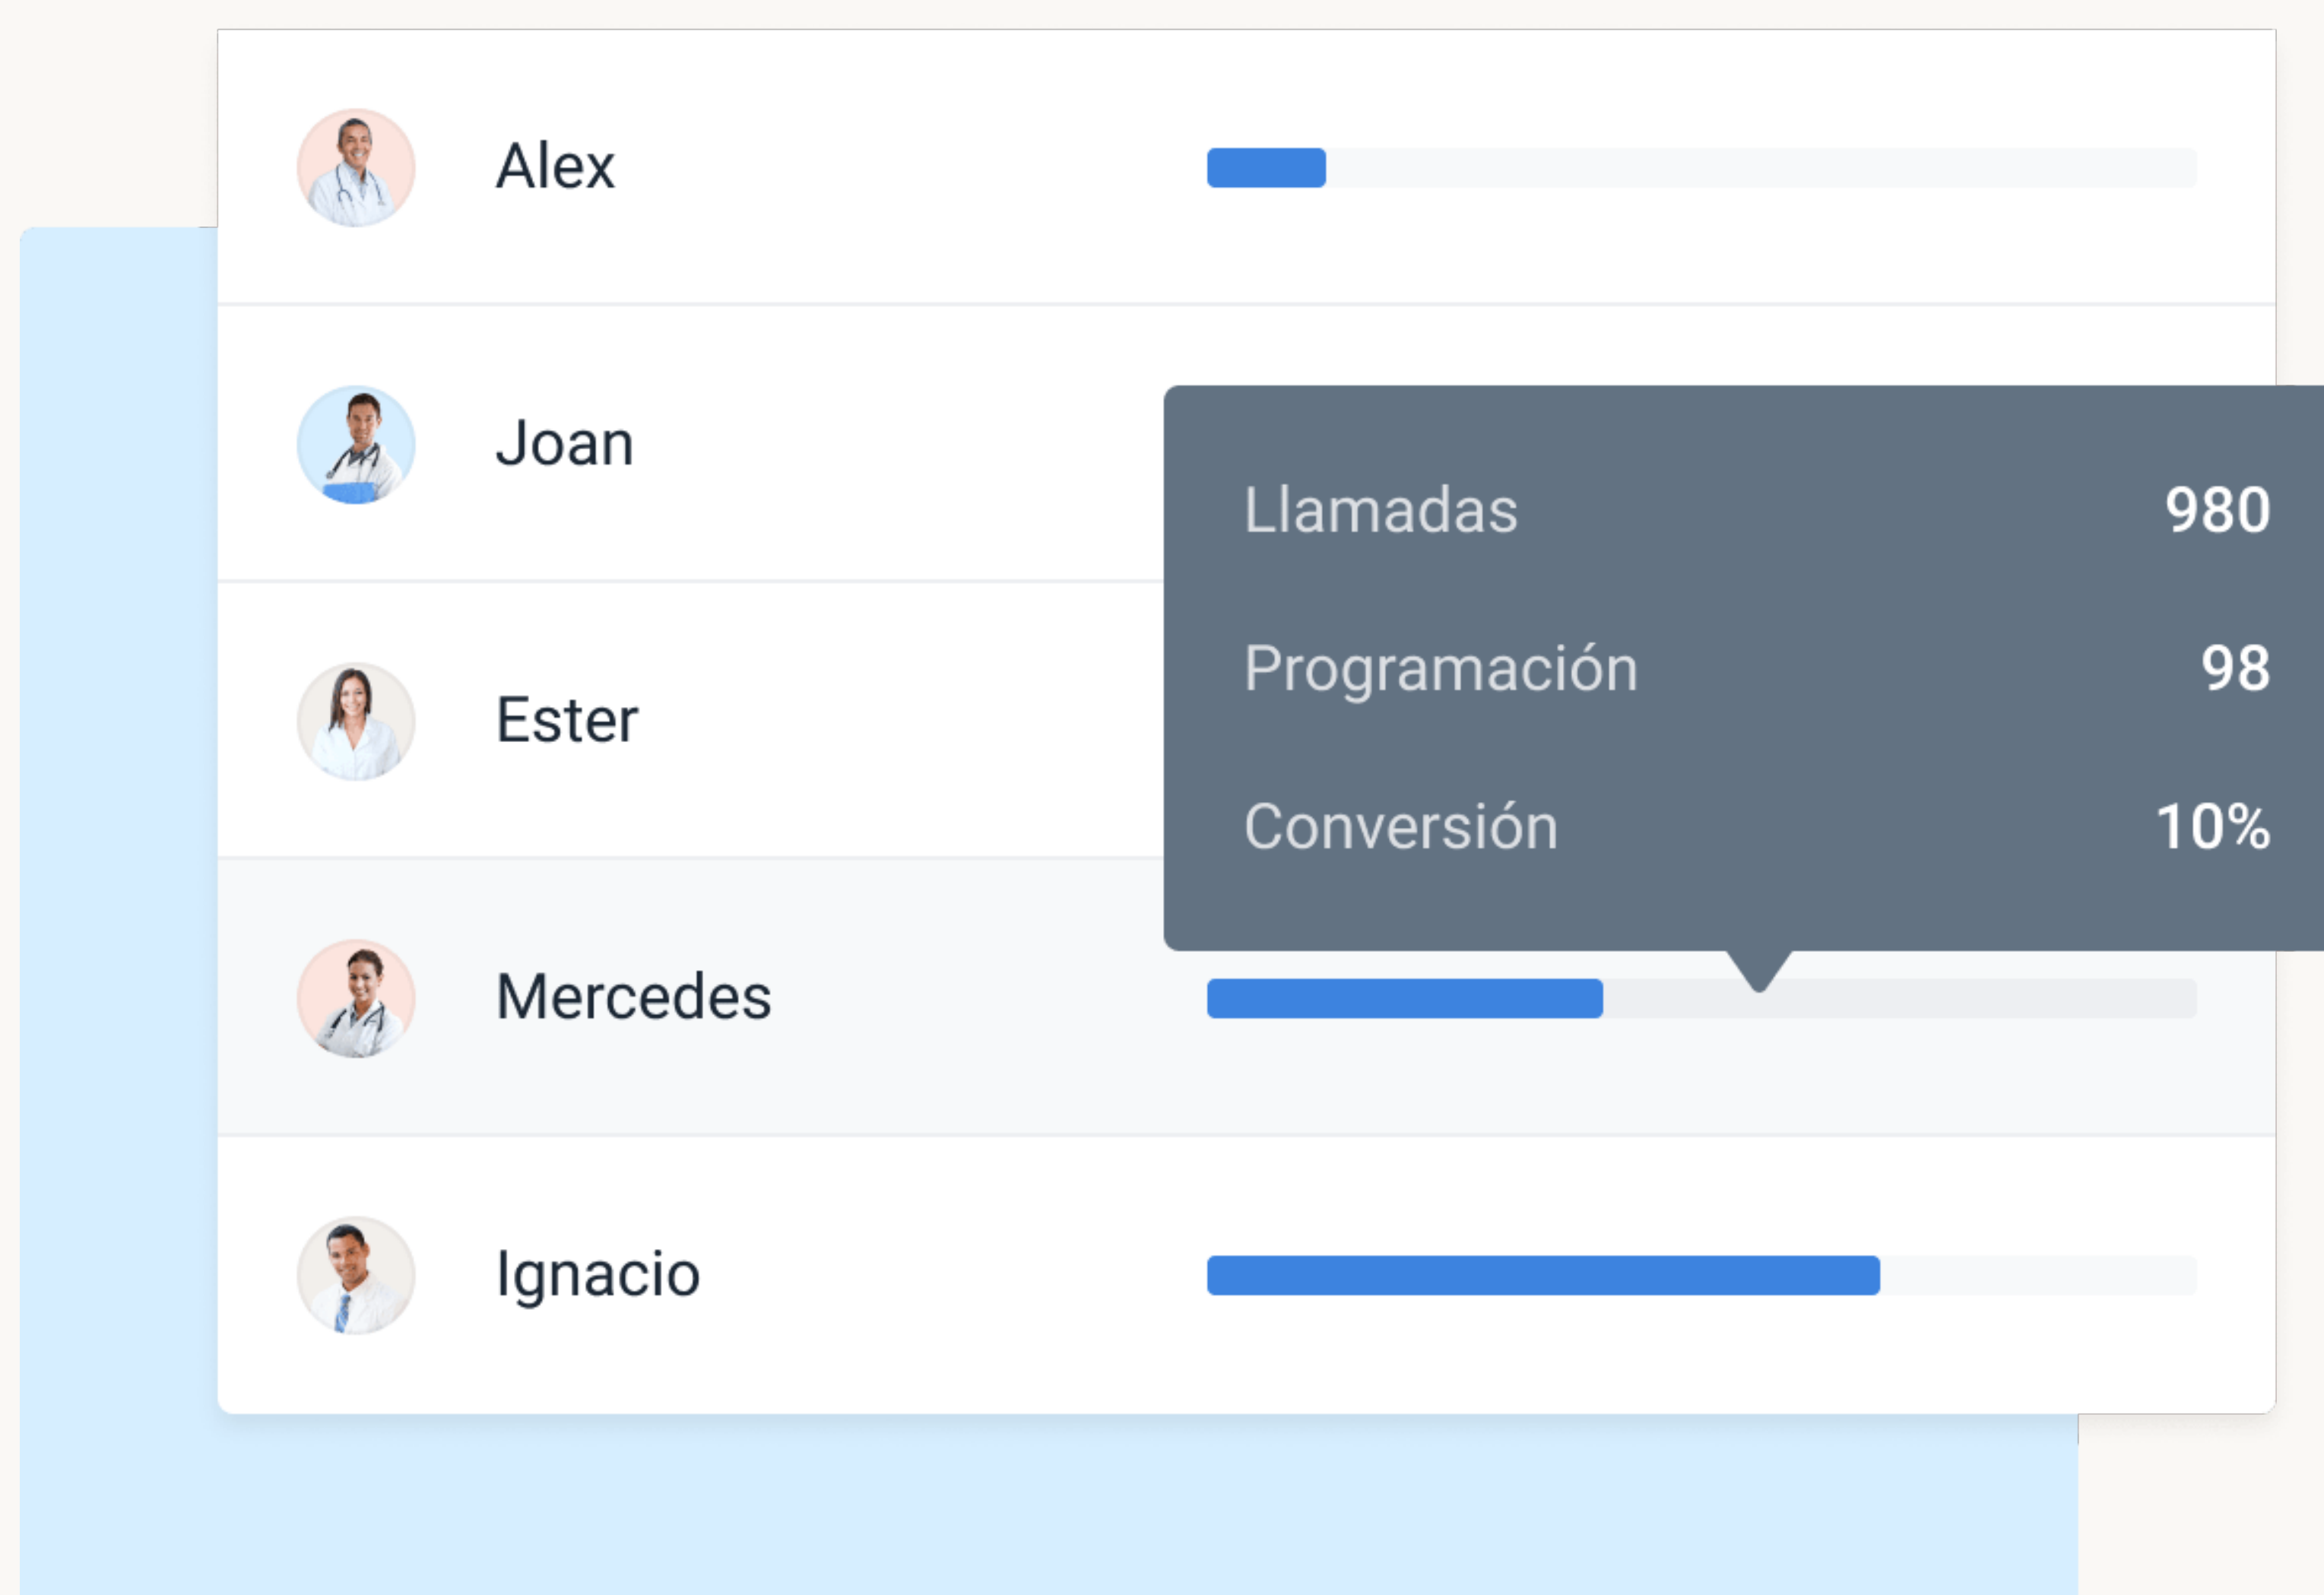 Alex
Joan
Llamadas 980
Programación 98
Ester
Conversión 10%
Mercedes
Ignacio